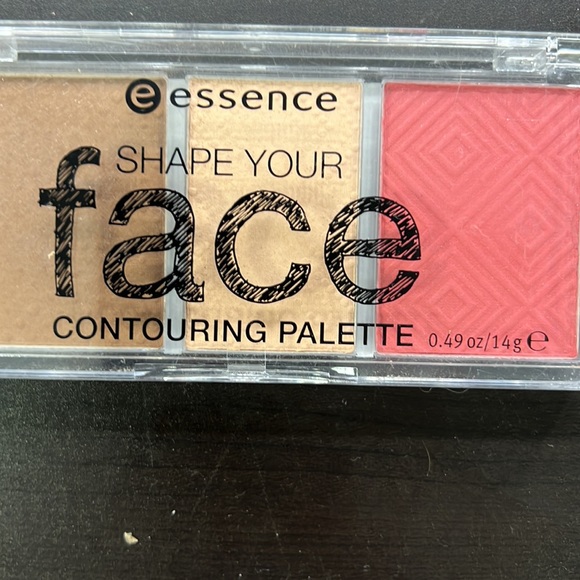 e essence
SHAPE YOUR
face
CONTOURING PALETTE 0.49 oz/14g ℮